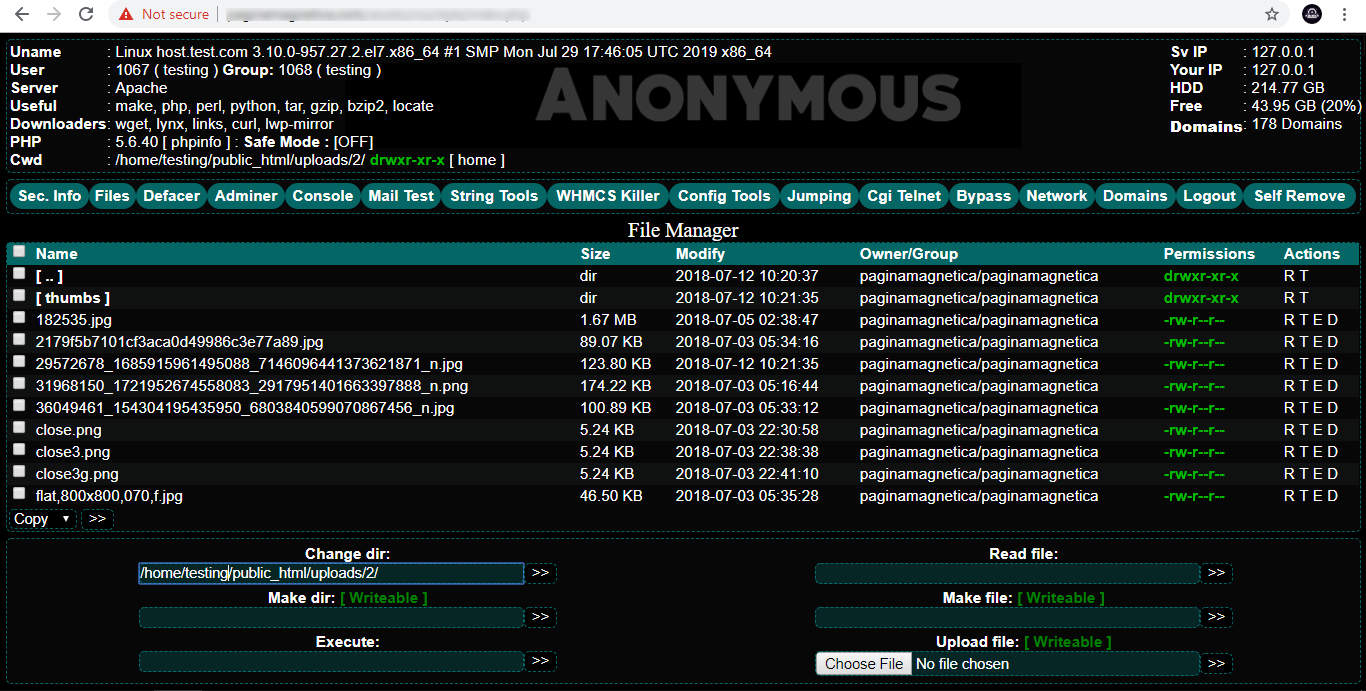 Not secure
Uname : Linux host.test.com 3.10.0-957.27.2.el7.x86_64 #1 SMP Mon Jul 29 17:46:05 UTC 2019 x86_64 Sv IP : 127.0.0.1
User : 1067 ( testing ) Group: 1068 ( testing ) Your IP : 127.0.0.1
Server : Apache HDD : 214.77 GB
Useful : make, php, perl, python, tar, gzip, bzip2, locate Free : 43.95 GB (20%)
Downloaders: wget, lynx, links, curl, lwp-mirror Domains: 178 Domains
PHP : 5.6.40 [ phpinfo ] : Safe Mode : [OFF]
Cwd : /home/testing/public_html/uploads/2/ drwxr-xr-x [ home ]
ANONYMOUS
Sec. Info Files Defacer Adminer Console Mail Test String Tools WHMCS Killer Config Tools Jumping Cgi Telnet Bypass Network Domains Logout Self Remove
File Manager
Name Size Modify Owner/Group Permissions Actions
[ .. ] dir 2018-07-12 10:20:37 paginamagnetica/paginamagnetica drwxr-xr-x R T
[ thumbs ] dir 2018-07-12 10:21:35 paginamagnetica/paginamagnetica drwxr-xr-x R T
182535.jpg 1.67 MB 2018-07-05 02:38:47 paginamagnetica/paginamagnetica -rw-r--r-- R T E D
2179f5b7101cf3aca0d49986c3e77a89.jpg 89.07 KB 2018-07-03 05:34:16 paginamagnetica/paginamagnetica -rw-r--r-- R T E D
29572678_1685915961495088_7146096441373621871_n.jpg 123.80 KB 2018-07-12 10:21:35 paginamagnetica/paginamagnetica -rw-r--r-- R T E D
31968150_1721952674558083_2917951401663397888_n.png 174.22 KB 2018-07-03 05:16:44 paginamagnetica/paginamagnetica -rw-r--r-- R T E D
36049461_154304195435950_6803840599070867456_n.jpg 100.89 KB 2018-07-03 05:33:12 paginamagnetica/paginamagnetica -rw-r--r-- R T E D
close.png 5.24 KB 2018-07-03 22:30:58 paginamagnetica/paginamagnetica -rw-r--r-- R T E D
close3.png 5.24 KB 2018-07-03 22:38:38 paginamagnetica/paginamagnetica -rw-r--r-- R T E D
close3g.png 5.24 KB 2018-07-03 22:41:10 paginamagnetica/paginamagnetica -rw-r--r-- R T E D
flat,800x800,070,f.jpg 46.50 KB 2018-07-03 05:35:28 paginamagnetica/paginamagnetica -rw-r--r-- R T E D
Copy >>
Change dir: Read file:
/home/testing/public_html/uploads/2/ >> >>
Make dir: [ Writeable ] Make file: [ Writeable ]
>> >>
Execute: Upload file: [ Writeable ]
>> Choose File No file chosen >>